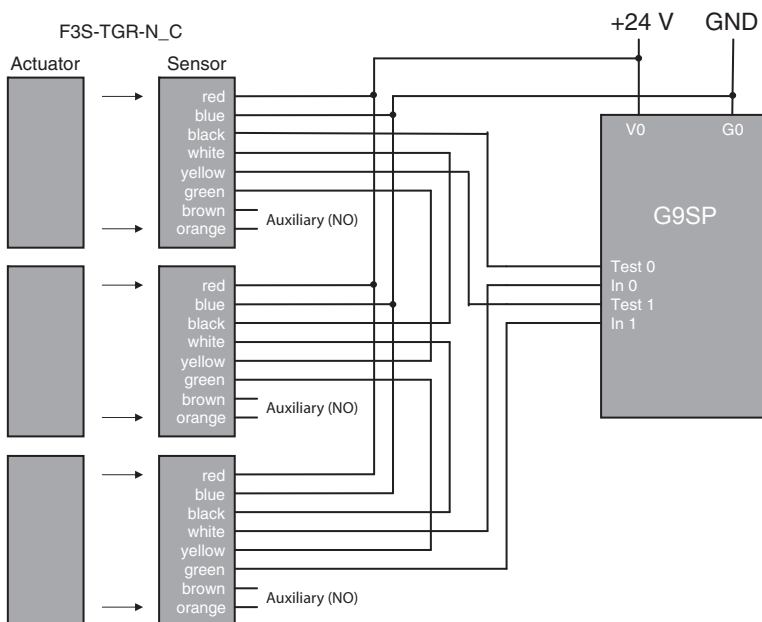 +24 V GND
F3S-TGR-N_C
Actuator Sensor
red
blue
black
white
yellow
green
brown
orange
Auxiliary (NO)
V0 G0
G9SP
Test 0
In 0
Test 1
In 1
red
blue
black
white
yellow
green
brown
orange
Auxiliary (NO)
red
blue
black
white
yellow
green
brown
orange
Auxiliary (NO)